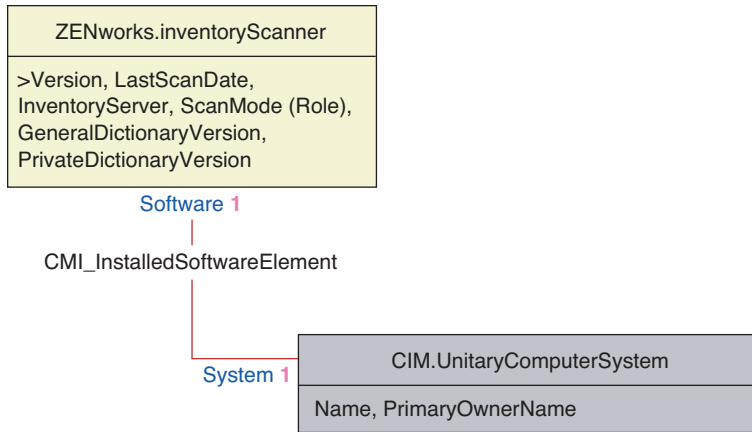 ZENworks.inventoryScanner
>Version, LastScanDate,
InventoryServer, ScanMode (Role),
GeneralDictionaryVersion,
PrivateDictionaryVersion
Software 1
CMI_InstalledSoftwareElement
System 1
CIM.UnitaryComputerSystem
Name, PrimaryOwnerName